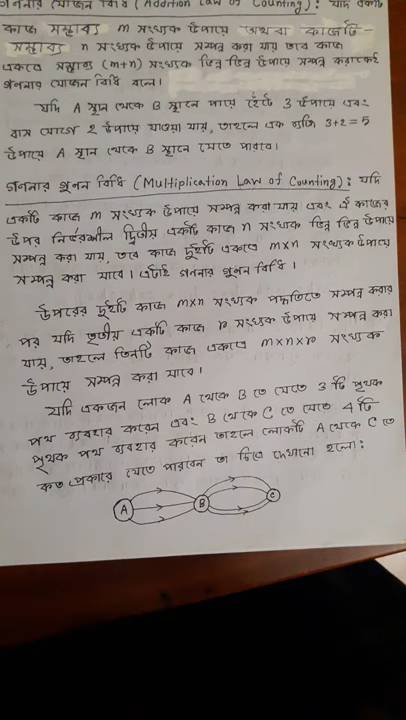 গণনার যোজন বিধি (Addition Law of Counting): যদি একটি
কাজ সম্ভাব্য m সংখ্যক উপায়ে অথবা কাজটি
সম্ভাব্য n সংখ্যক উপায়ে সম্পন্ন করা যায় তবে কাজ
একত্রে সম্ভাব্য (m+n) সংখ্যক ভিন্ন ভিন্ন উপায়ে সম্পন্ন করাকেই
গণনার যোজন বিধি বলে।
যদি A স্থান থেকে B স্থানে পায়ে হেঁটে 3 উপায়ে এবং
বাস যোগে 2 উপায়ে যাওয়া যায়, তাহলে এক ব্যক্তি 3+2=5
উপায়ে A স্থান থেকে B স্থানে যেতে পারবে।
গণনার গুণন বিধি (Multiplication Law of Counting): যদি
একটি কাজ m সংখ্যক উপায়ে সম্পন্ন করা যায় এবং ঐ কাজের
উপর নির্ভরশীল দ্বিতীয় একটি কাজ n সংখ্যক ভিন্ন ভিন্ন উপায়ে
সম্পন্ন করা যায়, তবে কাজ দুইটি একত্রে m×n সংখ্যক উপায়ে
সম্পন্ন করা যাবে। এটাই গণনার গুণন বিধি।
উপরের দুইটি কাজ m×n সংখ্যক পদ্ধতিতে সম্পন্ন করার
পর যদি তৃতীয় একটি কাজ p সংখ্যক উপায়ে সম্পন্ন করা
যায়, তাহলে তিনটি কাজ একত্রে m×n×p সংখ্যক
উপায়ে সম্পন্ন করা যাবে।
যদি একজন লোক A থেকে B তে যেতে 3 টি পৃথক
পথ ব্যবহার করেন এবং B থেকে C তে যেতে 4 টি
পৃথক পথ ব্যবহার করেন তাহলে লোকটি A থেকে C তে
কত প্রকারে যেতে পারবেন তা চিত্রে দেখানো হলো:
A B C